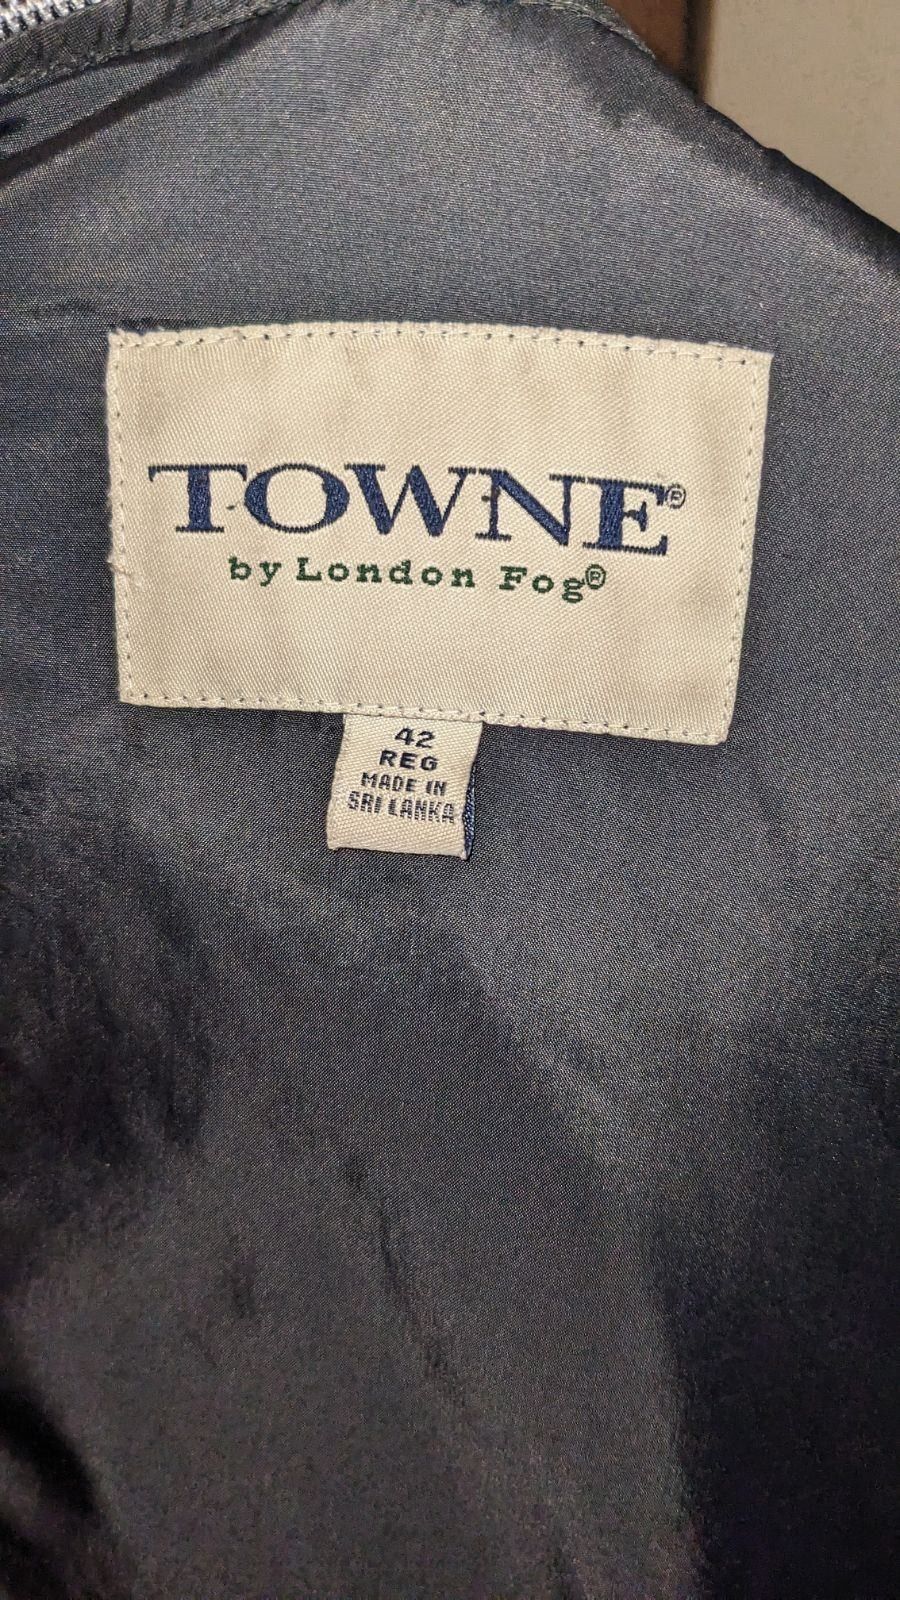 TOWNE®
by London Fog®
42
REG
MADE IN
SRI LANKA